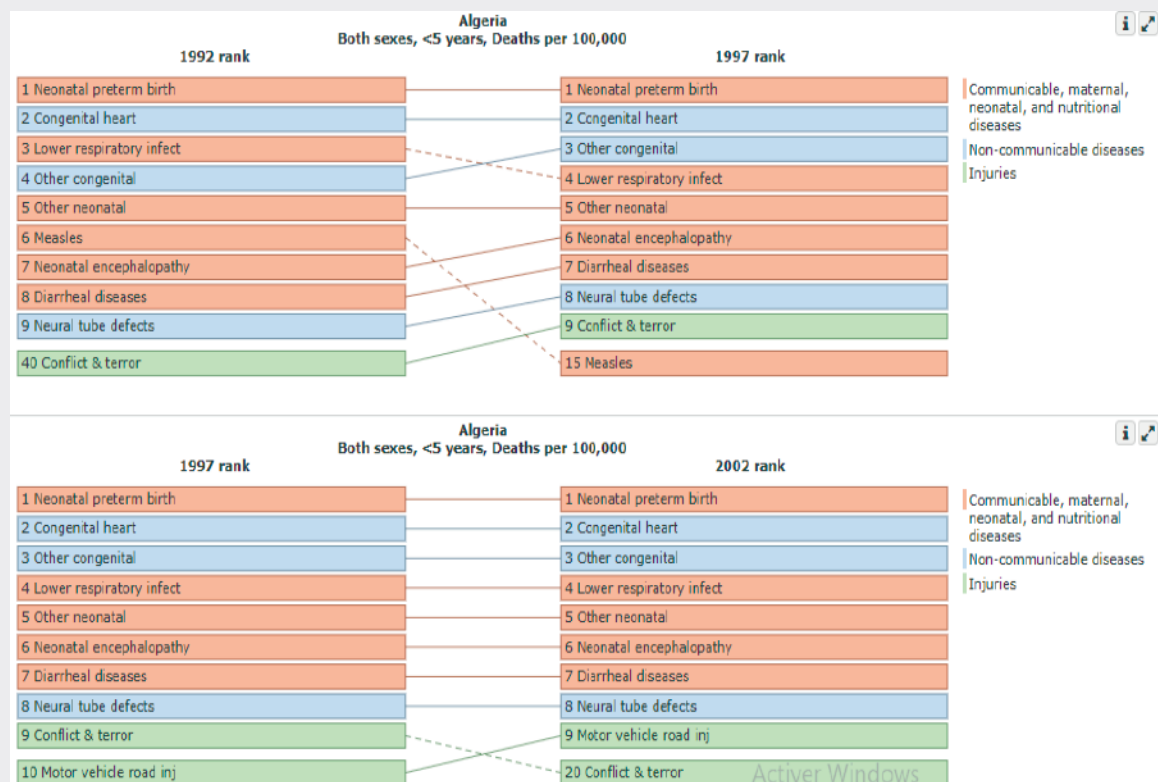 Algeria
Both sexes, <5 years, Deaths per 100,000
1992 rank
1997 rank
1 Neonatal preterm birth
1 Neonatal preterm birth
2 Congenital heart
2 Congenital heart
3 Lower respiratory infect
3 Other congenital
4 Other congenital
4 Lower respiratory infect
5 Other neonatal
5 Other neonatal
6 Measles
6 Neonatal encephalopathy
7 Neonatal encephalopathy
7 Diarrheal diseases
8 Diarrheal diseases
8 Neural tube defects
9 Neural tube defects
9 Conflict & terror
40 Conflict & terror
15 Measles
Communicable, maternal,
neonatal, and nutritional
diseases
Non-communicable diseases
Injuries
Algeria
Both sexes, <5 years, Deaths per 100,000
1997 rank
2002 rank
1 Neonatal preterm birth
1 Neonatal preterm birth
2 Congenital heart
2 Congenital heart
3 Other congenital
3 Other congenital
4 Lower respiratory infect
4 Lower respiratory infect
5 Other neonatal
5 Other neonatal
6 Neonatal encephalopathy
6 Neonatal encephalopathy
7 Diarrheal diseases
7 Diarrheal diseases
8 Neural tube defects
8 Neural tube defects
9 Conflict & terror
9 Motor vehicle road inj
10 Motor vehicle road inj
20 Conflict & terror
Communicable, maternal,
neonatal, and nutritional
diseases
Non-communicable diseases
Injuries
Activer Windows